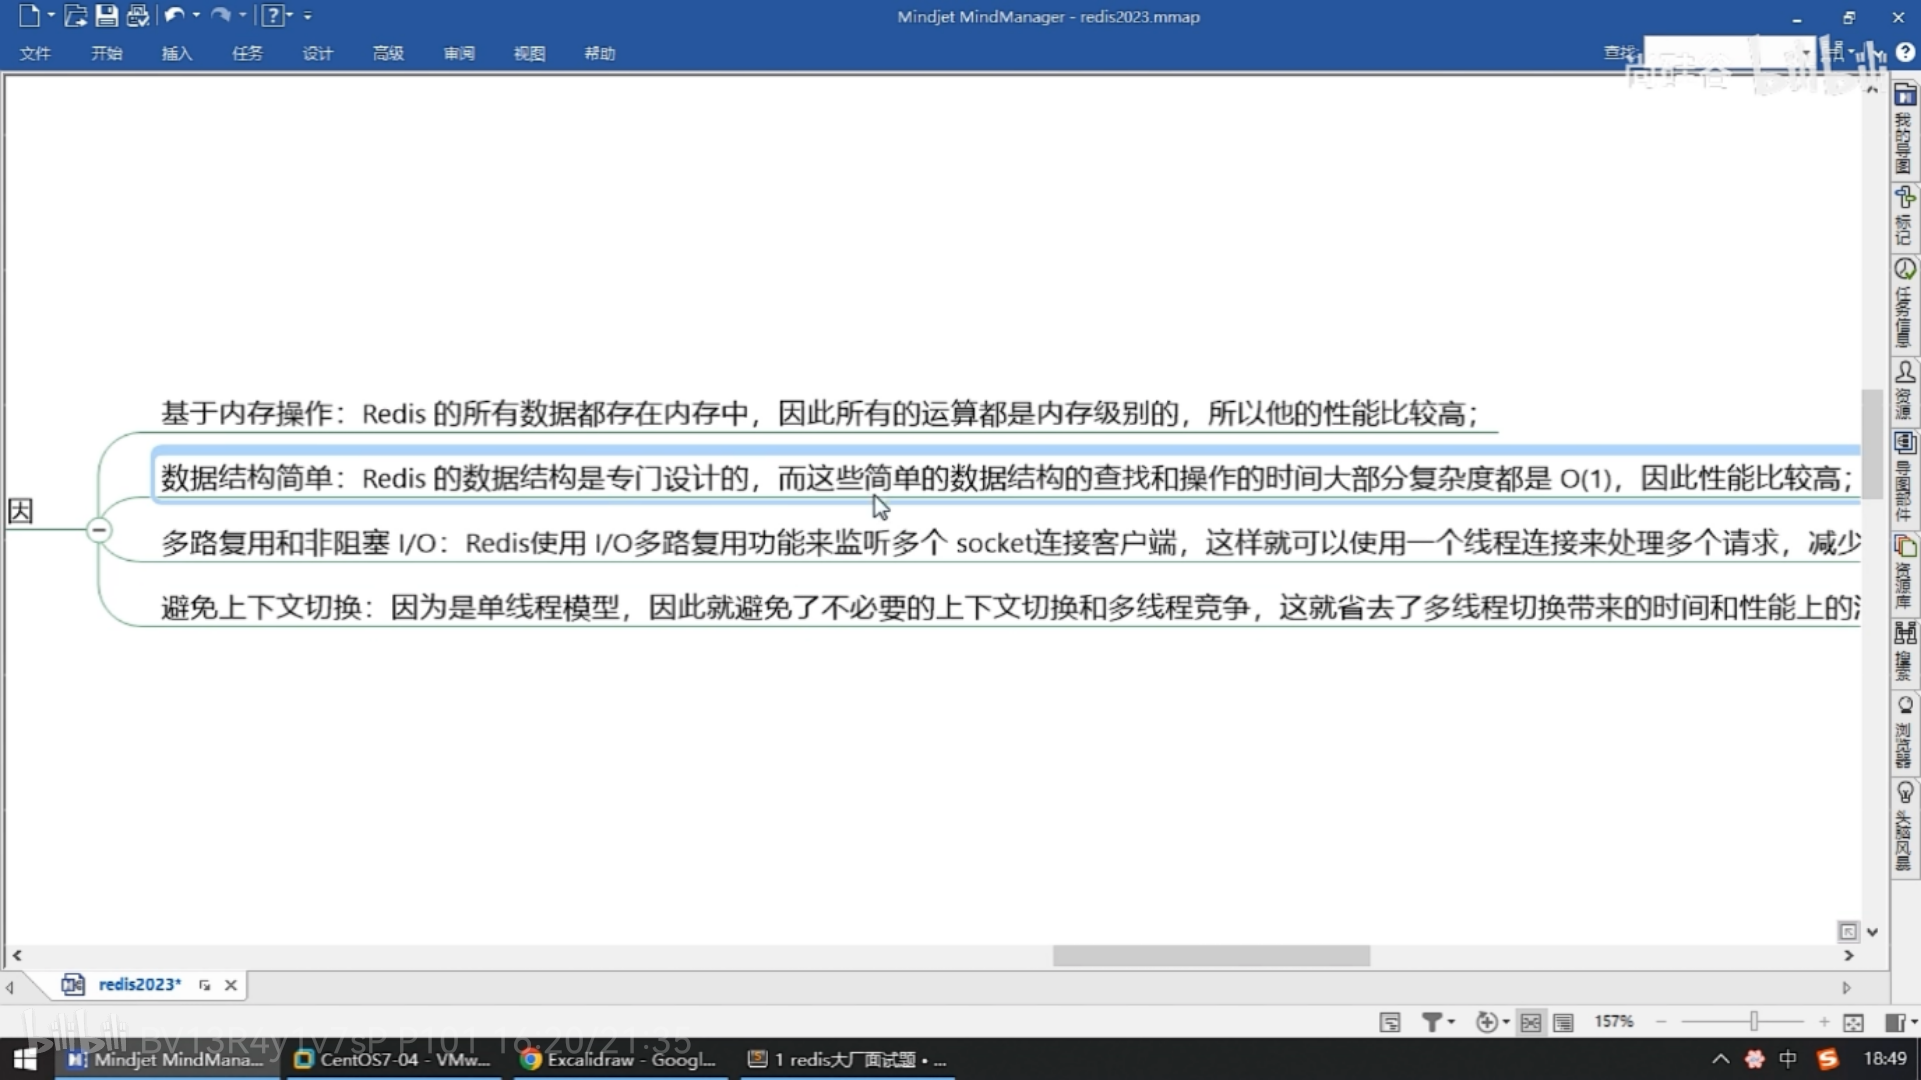 Mindjet MindManager - redis2023.mmap
文件 开始 插入 任务 设计 高级 审阅 视图 帮助 查找:
尚硅谷 bilibili
我的导图
标记
任务信息
资源
导图部件
资源库
搜索
浏览器
头脑风暴
因
基于内存操作：Redis 的所有数据都存在内存中，因此所有的运算都是内存级别的，所以他的性能比较高；
数据结构简单：Redis 的数据结构是专门设计的，而这些简单的数据结构的查找和操作的时间大部分复杂度都是 O(1)，因此性能比较高；
多路复用和非阻塞 I/O：Redis使用 I/O多路复用功能来监听多个 socket连接客户端，这样就可以使用一个线程连接来处理多个请求，减少
避免上下文切换：因为是单线程模型，因此就避免了不必要的上下文切换和多线程竞争，这就省去了多线程切换带来的时间和性能上的
redis2023*
157%
bilibili BV13R4y1v7sP P101 16:20/21:35
Mindjet MindMana... CentOS7-04 - VMw... Excalidraw - Googl... 1 redis大厂面试题 • ... 中 18:49